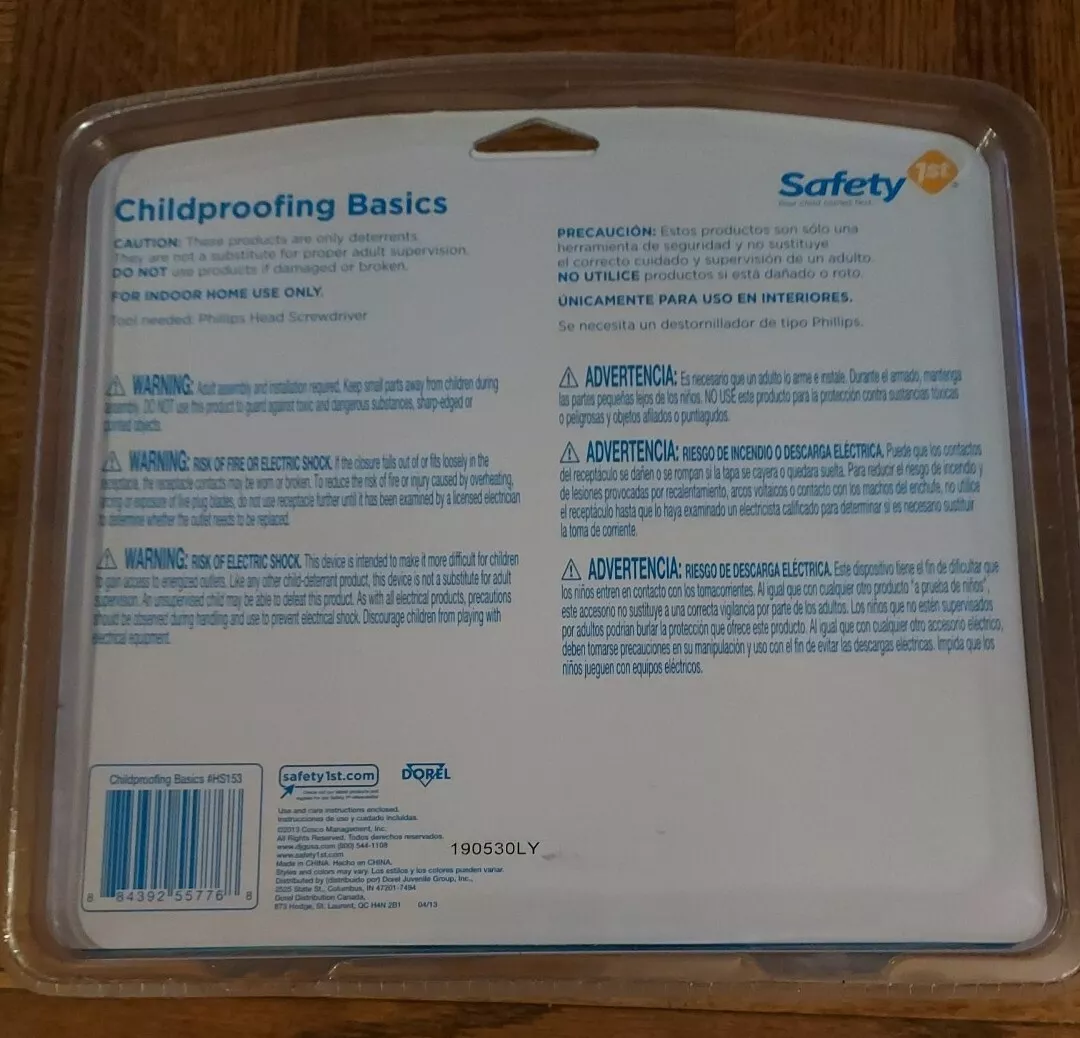 Childproofing Basics
CAUTION: These products are only deterrents.
They are not a substitute for proper adult supervision.
DO NOT use products if damaged or broken.
FOR INDOOR HOME USE ONLY.
Tool needed: Phillips Head Screwdriver
WARNING: Adult assembly and installation required. Keep small parts away from children during
assembly. DO NOT use this product to guard against toxic and dangerous substances, sharp-edged or
pointed objects.
WARNING: RISK OF FIRE OR ELECTRIC SHOCK. If the closure falls out of or fits loosely in the
receptacle, the receptacle contacts may be worn or broken. To reduce the risk of fire or injury caused by overheating,
arcing or exposure of live plug blades, do not use receptacle further until it has been examined by a licensed electrician
to determine whether the outlet needs to be replaced.
WARNING: RISK OF ELECTRIC SHOCK. This device is intended to make it more difficult for children
to gain access to energized outlets. Like any other child-deterrant product, this device is not a substitute for adult
supervision. An unsupervised child may be able to defeat this product. As with all electrical products, precautions
should be observed during handling and use to prevent electrical shock. Discourage children from playing with
electrical equipment.
Safety 1st
Your child comes first.
PRECAUCIÓN: Estos productos son sólo una
herramienta de seguridad y no sustituye
el correcto cuidado y supervisión de un adulto.
NO UTILICE productos si está dañado o roto.
ÚNICAMENTE PARA USO EN INTERIORES.
Se necesita un destornillador de tipo Phillips.
ADVERTENCIA: Es necesario que un adulto lo arme e instale. Durante el armado, mantenga
las partes pequeñas lejos de los niños. NO USE este producto para la protección contra sustancias tóxicas
o peligrosas y objetos afilados o puntiagudos.
ADVERTENCIA: RIESGO DE INCENDIO O DESCARGA ELÉCTRICA. Puede que los contactos
del receptáculo se dañen o se rompan si la tapa se cayera o quedara suelta. Para reducir el riesgo de incendio y
de lesiones provocadas por recalentamiento, arcos voltaicos o contacto con los machos del enchufe, no utilice
el receptáculo hasta que lo haya examinado un electricista calificado para determinar si es necesario sustituir
la toma de corriente.
ADVERTENCIA: RIESGO DE DESCARGA ELÉCTRICA. Este dispositivo tiene el fin de dificultar que
los niños entren en contacto con los tomacorrientes. Al igual que con cualquier otro producto "a prueba de niños",
este accesorio no sustituye a una correcta vigilancia por parte de los adultos. Los niños que no estén supervisados
por adultos podrían burlar la protección que ofrece este producto. Al igual que con cualquier otro accesorio eléctrico,
deben tomarse precauciones en su manipulación y uso con el fin de evitar las descargas eléctricas. Impida que los
niños jueguen con equipos eléctricos.
Childproofing Basics #HS153
8 84392 55776 8
safety1st.com
DOREL
Use and care instructions enclosed.
Instrucciones de uso y cuidado incluidas.
©2013 Cosco Management, Inc.
All Rights Reserved. Todos derechos reservados.
www.djgusa.com (800) 544-1108
www.safety1st.com
Made in CHINA. Hecho en CHINA.
Styles and colors may vary. Los estilos y los colores pueden variar.
Distributed by (distribuido por) Dorel Juvenile Group, Inc.,
2525 State St., Columbus, IN 47201-7494
Dorel Distribution Canada,
873 Hodge, St. Laurent, QC H4N 2B1 04/13
190530LY